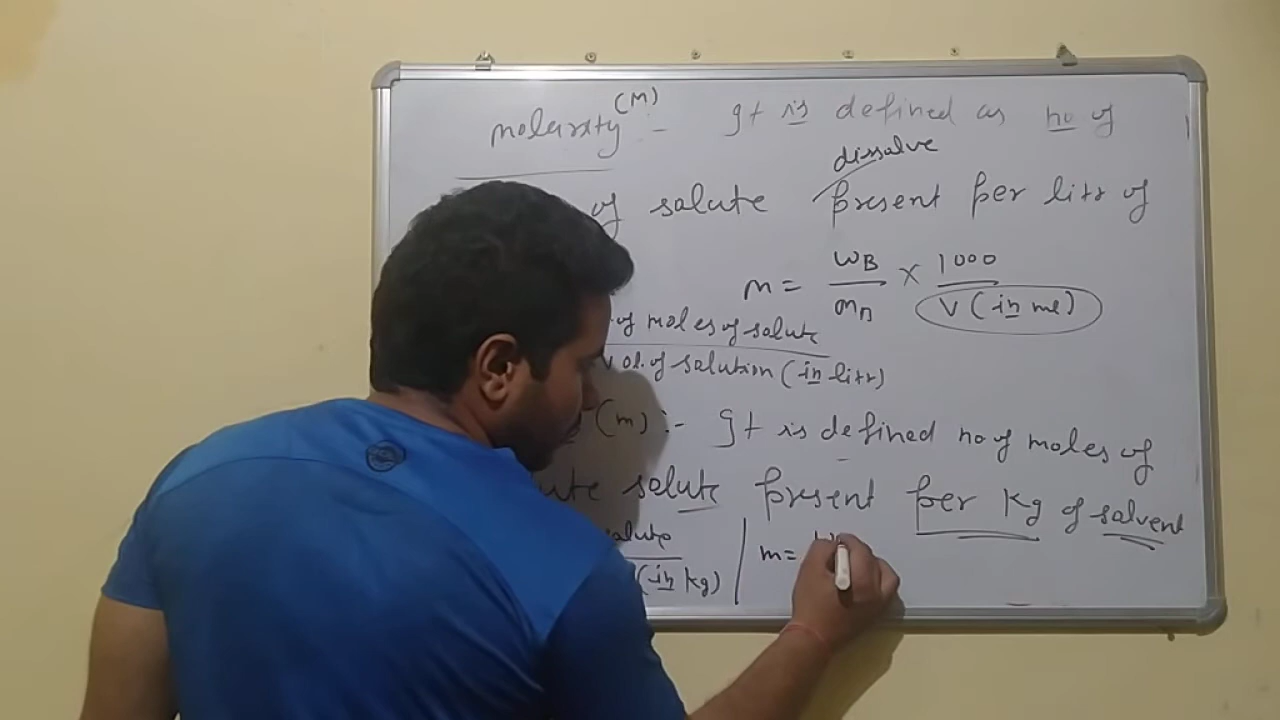 molarity (M) :- It is defined as no of
dissolve
of solute present per litr of
M = WB/mB × 1000/V (in ml)
of moles of solute
vol. of solution (in litr)
(m) :- It is defined no of moles of
solute present per kg of solvent
solute
(in kg)
m =